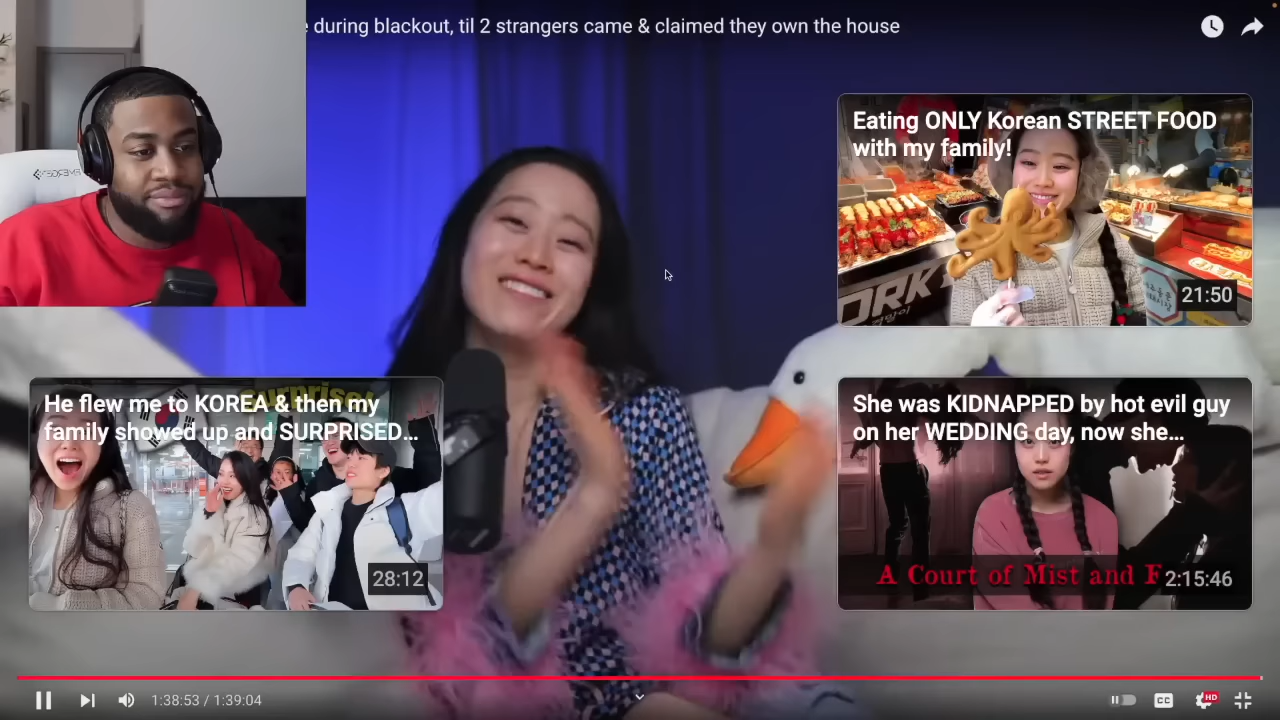 during blackout, til 2 strangers came & claimed they own the house
Eating ONLY Korean STREET FOOD
with my family!
21:50
He flew me to KOREA & then my
family showed up and SURPRISED...
surprise!
28:12
She was KIDNAPPED by hot evil guy
on her WEDDING day, now she...
A Court of Mist and F
2:15:46
1:38:53 / 1:39:04
CC
HD